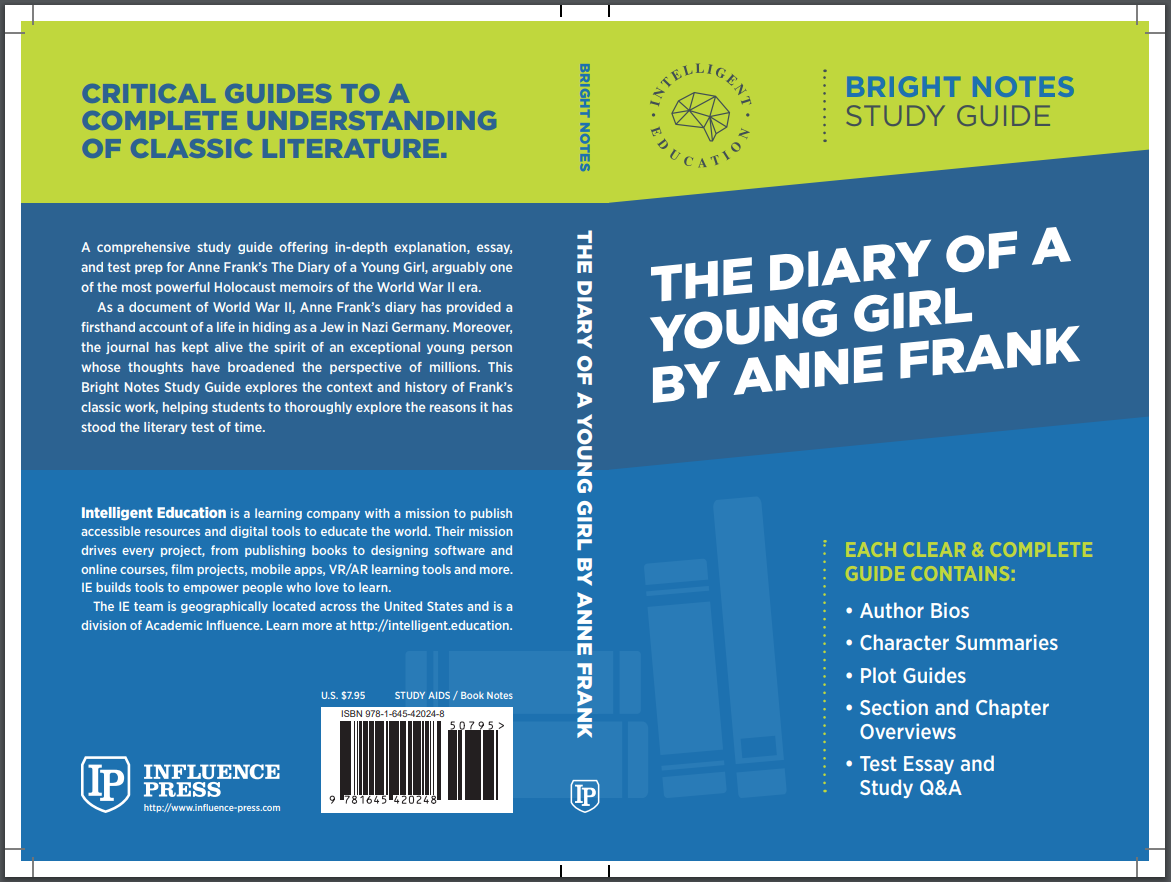 CRITICAL GUIDES TO A
COMPLETE UNDERSTANDING
OF CLASSIC LITERATURE.
A comprehensive study guide offering in-depth explanation, essay,
and test prep for Anne Frank’s The Diary of a Young Girl, arguably one
of the most powerful Holocaust memoirs of the World War II era.
As a document of World War II, Anne Frank’s diary has provided a
firsthand account of a life in hiding as a Jew in Nazi Germany. Moreover,
the journal has kept alive the spirit of an exceptional young person
whose thoughts have broadened the perspective of millions. This
Bright Notes Study Guide explores the context and history of Frank’s
classic work, helping students to thoroughly explore the reasons it has
stood the literary test of time.
Intelligent Education is a learning company with a mission to publish
accessible resources and digital tools to educate the world. Their mission
drives every project, from publishing books to designing software and
online courses, film projects, mobile apps, VR/AR learning tools and more.
IE builds tools to empower people who love to learn.
The IE team is geographically located across the United States and is a
division of Academic Influence. Learn more at http://intelligent.education.
U.S. $7.95 STUDY AIDS / Book Notes
ISBN 978-1-645-42024-8
50795>
9 781645 420248
IP
INFLUENCE
PRESS
http://www.influence-press.com
BRIGHT NOTES
THE DIARY OF A YOUNG GIRL BY ANNE FRANK
IP
• INTELLIGENT •
EDUCATION
BRIGHT NOTES
STUDY GUIDE
THE DIARY OF A
YOUNG GIRL
BY ANNE FRANK
EACH CLEAR & COMPLETE
GUIDE CONTAINS:
• Author Bios
• Character Summaries
• Plot Guides
• Section and Chapter
Overviews
• Test Essay and
Study Q&A